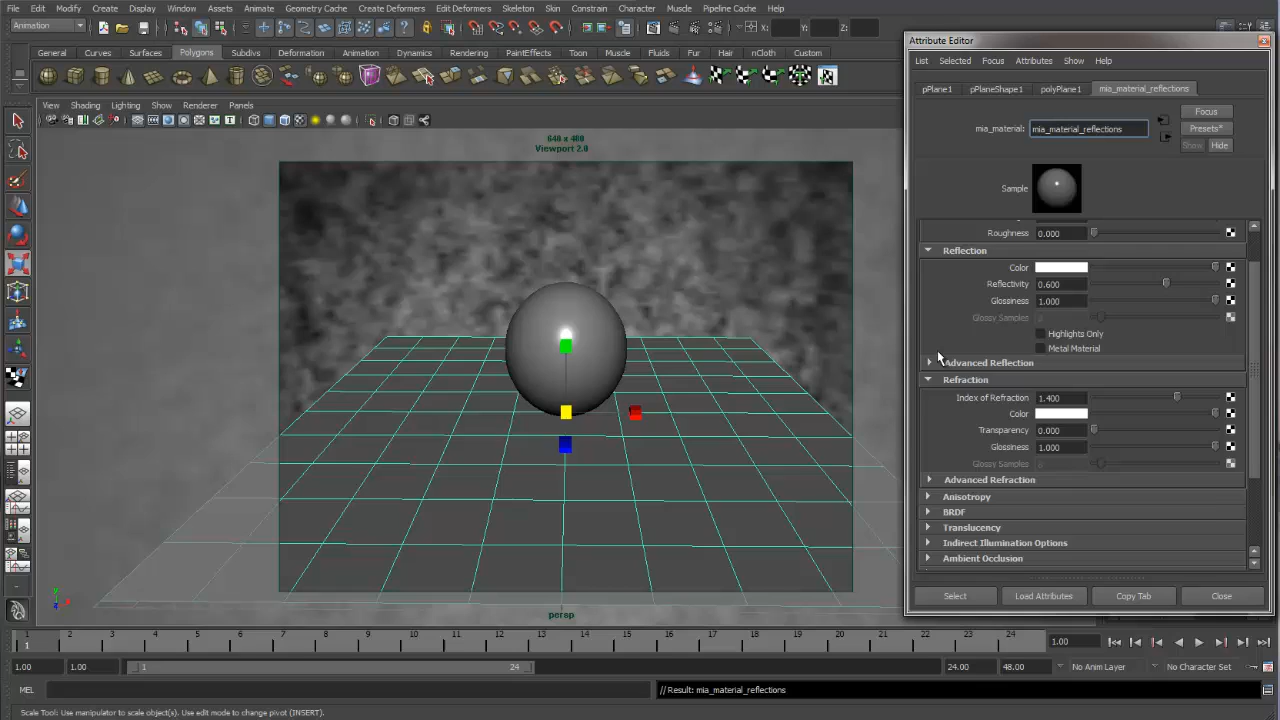 File Edit Modify Create Display Window Assets Animate Geometry Cache Create Deformers Edit Deformers Skeleton Skin Constrain Character Muscle Pipeline Cache Help
Animation X: Y: Z:
General Curves Surfaces Polygons Subdivs Deformation Animation Dynamics Rendering PaintEffects Toon Muscle Fluids Fur Hair nCloth Custom
View Shading Lighting Show Renderer Panels
640 x 480
Viewport 2.0
persp
Attribute Editor
List Selected Focus Attributes Show Help
pPlane1 pPlaneShape1 polyPlane1 mia_material_reflections
Focus
mia_material: mia_material_reflections Presets*
Show Hide
Sample
Roughness 0.000
Reflection
Color
Reflectivity 0.600
Glossiness 1.000
Glossy Samples
Highlights Only
Metal Material
Advanced Reflection
Refraction
Index of Refraction 1.400
Color
Transparency 0.000
Glossiness 1.000
Glossy Samples
Advanced Refraction
Anisotropy
BRDF
Translucency
Indirect Illumination Options
Ambient Occlusion
Select Load Attributes Copy Tab Close
1 2 3 4 5 6 7 8 9 10 11 12 13 14 15 16 17 18 19 20 21 22 23 24
1 1.00
1.00 1.00 1 24 24.00 48.00 No Anim Layer No Character Set
MEL // Result: mia_material_reflections
Scale Tool: Use manipulator to scale object(s). Use edit mode to change pivot (INSERT).